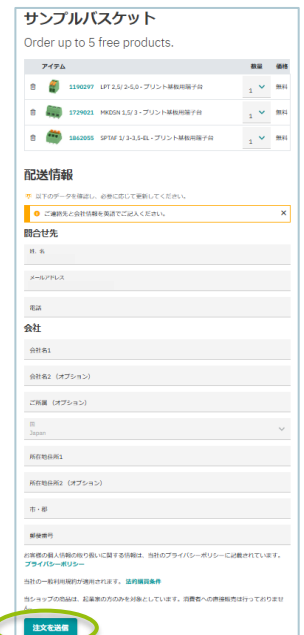 サンプルバスケット
Order up to 5 free products.
アイテム 数量 価格
1190297 LPT 2,5/ 2-5,0 - プリント基板用端子台 1 無料
1729021 MKDSN 1,5/ 3 - プリント基板用端子台 1 無料
1862055 SPTAF 1/ 3-3,5-EL - プリント基板用端子台 1 無料
配送情報
以下のデータを確認し、必要に応じて更新してください。
ご連絡先と会社情報を英語でご記入ください。
問合せ先
姓、名
メールアドレス
電話
会社
会社名1
会社名2 (オプション)
ご所属 (オプション)
国
Japan
所在地住所1
所在地住所2 (オプション)
市・郡
郵便番号
お客様の個人情報の取り扱いに関する情報は、当社のプライバシーポリシーに記載されています。
プライバシーポリシー
当社の一般利用規約が適用されます。 法的積荷条件
当ショップの商品は、起業家の方のみを対象としています。消費者への直接販売は行っておりません。
注文を送信